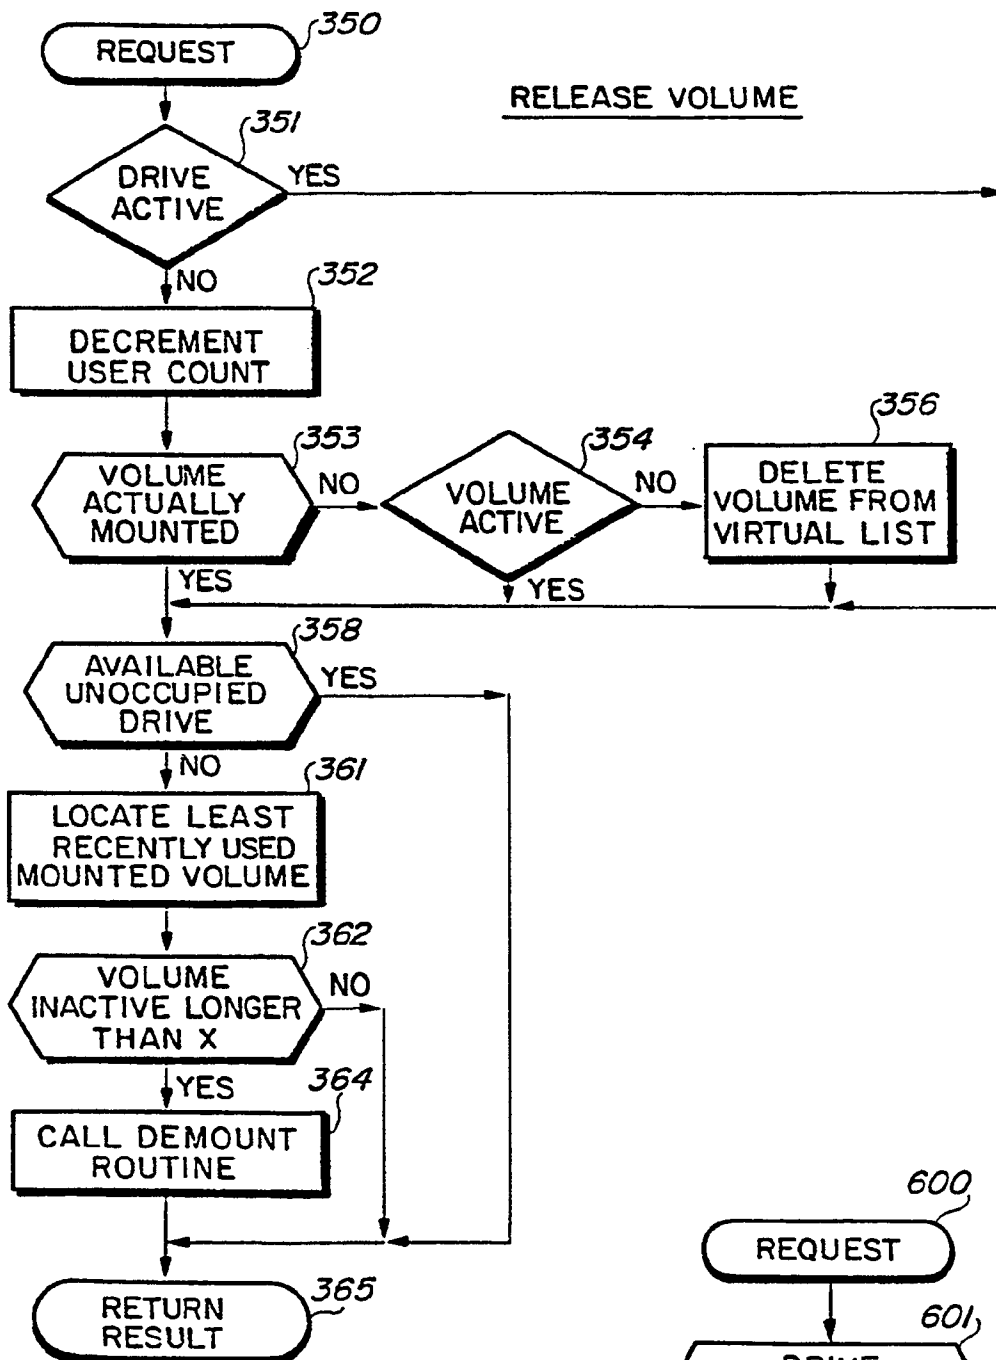 350
REQUEST
RELEASE VOLUME
351
DRIVE
ACTIVE
YES
NO
352
DECREMENT
USER COUNT
353
VOLUME
ACTUALLY
MOUNTED
NO
354
VOLUME
ACTIVE
NO
356
DELETE
VOLUME FROM
VIRTUAL LIST
YES
YES
358
AVAILABLE
UNOCCUPIED
DRIVE
YES
NO
361
LOCATE LEAST
RECENTLY USED
MOUNTED VOLUME
362
VOLUME
INACTIVE LONGER
THAN X
NO
YES
364
CALL DEMOUNT
ROUTINE
365
RETURN
RESULT
600
REQUEST
601
DRIVE